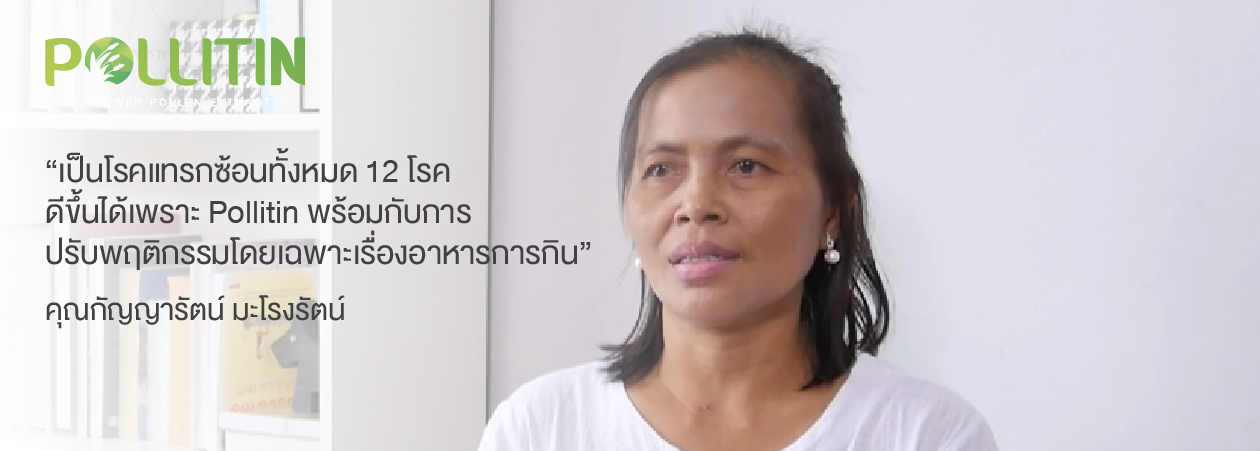 POLLITIN
FLOWER POLLEN EXTRACT
“เป็นโรคแทรกซ้อนทั้งหมด 12 โรค
ดีขึ้นได้เพราะ Pollitin พร้อมกับการ
ปรับพฤติกรรมโดยเฉพาะเรื่องอาหารการกิน”
คุณกัญญารัตน์ มะโรงรัตน์